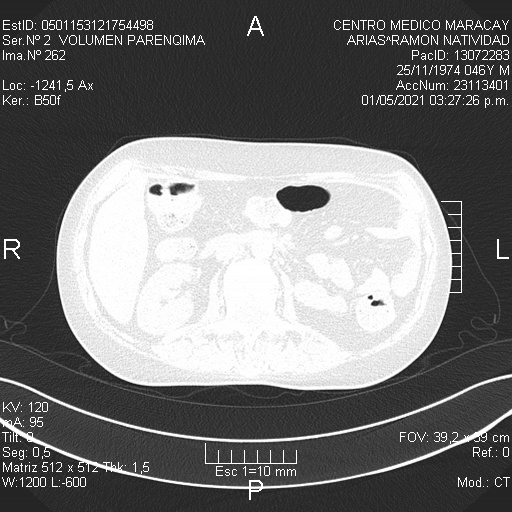 EstID: 0501153121754498
Ser.Nº 2 VOLUMEN PARENQIMA
Ima.Nº 262
Loc: -1241,5 Ax
Ker.: B50f
A
CENTRO MEDICO MARACAY
ARIAS^RAMON NATIVIDAD
PacID: 13072283
25/11/1974 046Y M
AccNum: 23113401
01/05/2021 03:27:26 p.m.
R
L
KV: 120
mA: 95
Tilt: 0
Seg: 0,5
Matriz 512 x 512 Thk: 1,5
W:1200 L:-600
Esc 1=10 mm
P
FOV: 39,2 x 39 cm
Ref.: 0
Mod.: CT